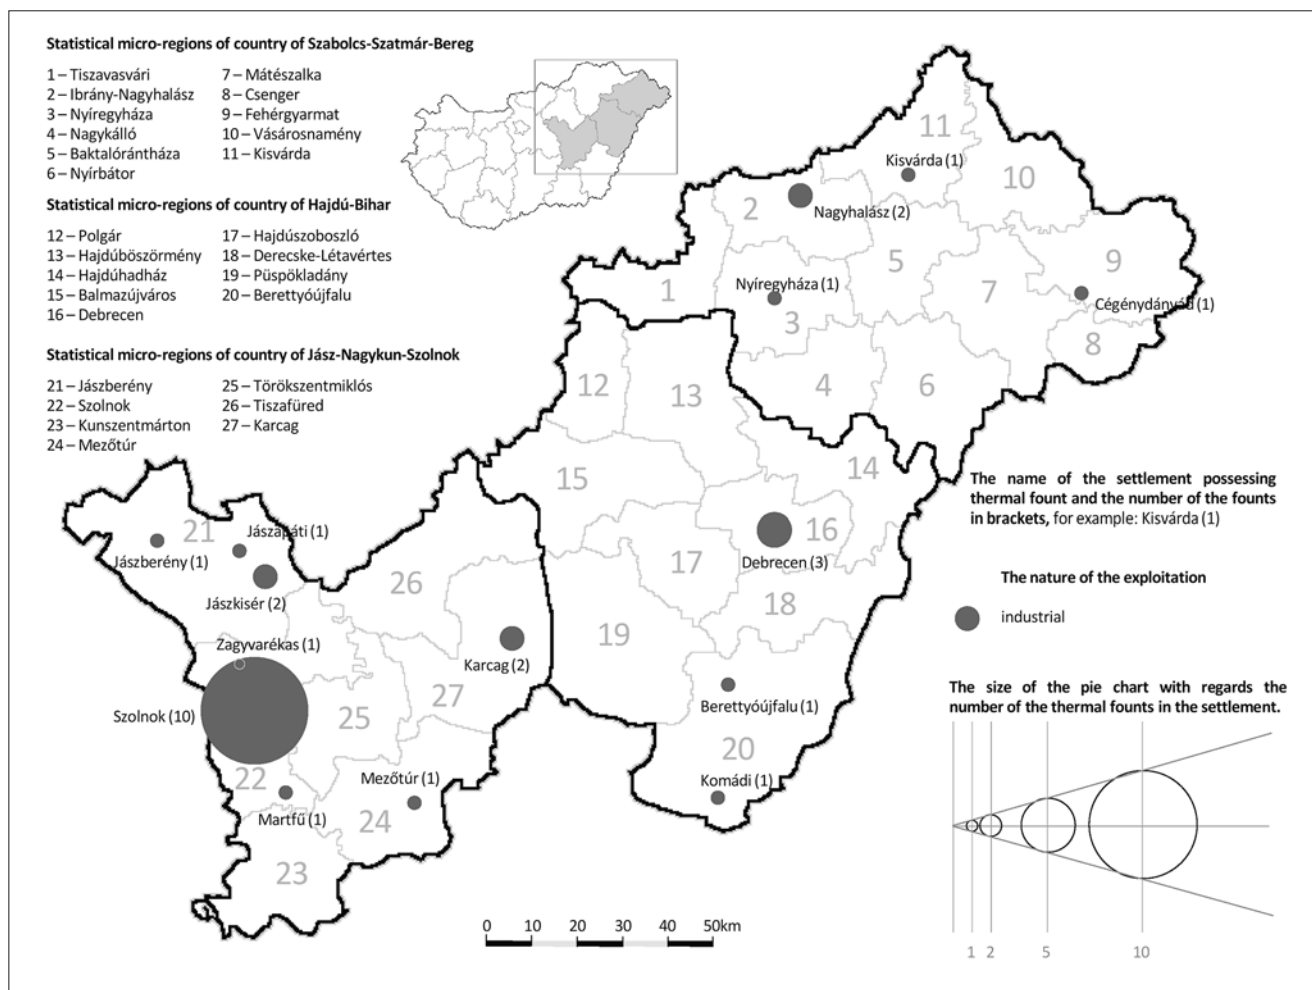 Statistical micro-regions of country of Szabolcs-Szatmár-Bereg
1 – Tiszavasvári
2 – Ibrány-Nagyhalász
3 – Nyíregyháza
4 – Nagykálló
5 – Baktalórántháza
6 – Nyírbátor
7 – Mátészalka
8 – Csenger
9 – Fehérgyarmat
10 – Vásárosnamény
11 – Kisvárda
Statistical micro-regions of country of Hajdú-Bihar
12 – Polgár
13 – Hajdúböszörmény
14 – Hajdúhadház
15 – Balmazújváros
16 – Debrecen
17 – Hajdúszoboszló
18 – Derecske-Létavértes
19 – Püspökladány
20 – Berettyóújfalu
Statistical micro-regions of country of Jász-Nagykun-Szolnok
21 – Jászberény
22 – Szolnok
23 – Kunszentmárton
24 – Mezőtúr
25 – Törökszentmiklós
26 – Tiszafüred
27 – Karcag
11
Kisvárda (1)
10
2
Nagyhalász (2)
5
9
Nyíregyháza (1)
1
7
Cégénydányád (1)
3
8
12
13
4
6
15
14
The name of the settlement possessing
thermal fount and the number of the founts
in brackets, for example: Kisvárda (1)
21
Jászapáti (1)
16
Jászberény (1)
17
Debrecen (3)
The nature of the exploitation
industrial
26
Jászkisér (2)
18
19
Zagyvarékas (1)
Karcag (2)
27
The size of the pie chart with regards the
number of the thermal founts in the settlement.
Szolnok (10)
25
Berettyóújfalu (1)
20
22
Mezőtúr (1)
Komádi (1)
Martfű (1)
24
23
0 10 20 30 40 50km
1 2 5 10